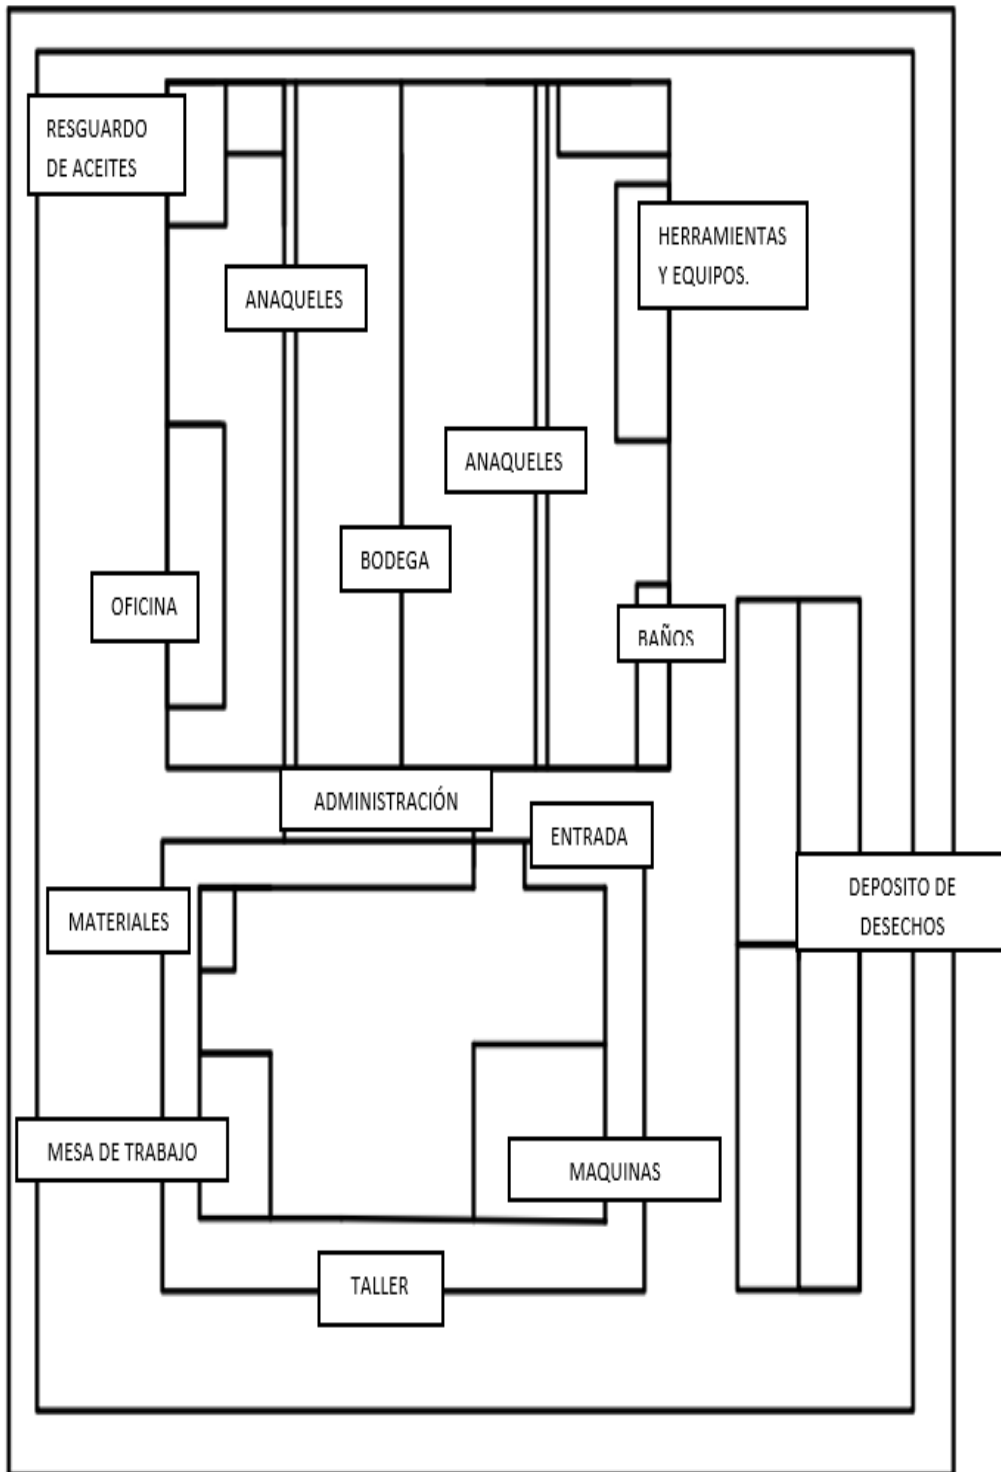 RESGUARDO
DE ACEITES
HERRAMIENTAS
Y EQUIPOS.
ANAQUELES
ANAQUELES
BODEGA
OFICINA
BAÑOS
ADMINISTRACIÓN
ENTRADA
DEPOSITO DE
DESECHOS
MATERIALES
MESA DE TRABAJO
MAQUINAS
TALLER